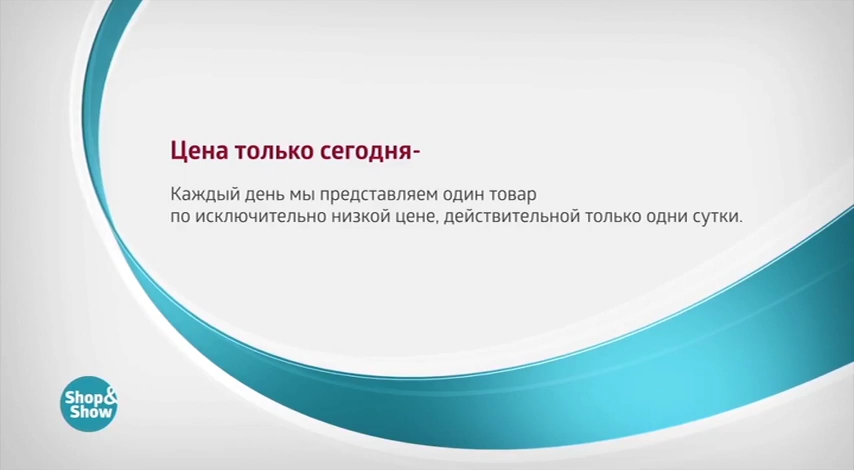 Цена только сегодня-
Каждый день мы представляем один товар
по исключительно низкой цене, действительной только одни сутки.
Shop&
Show